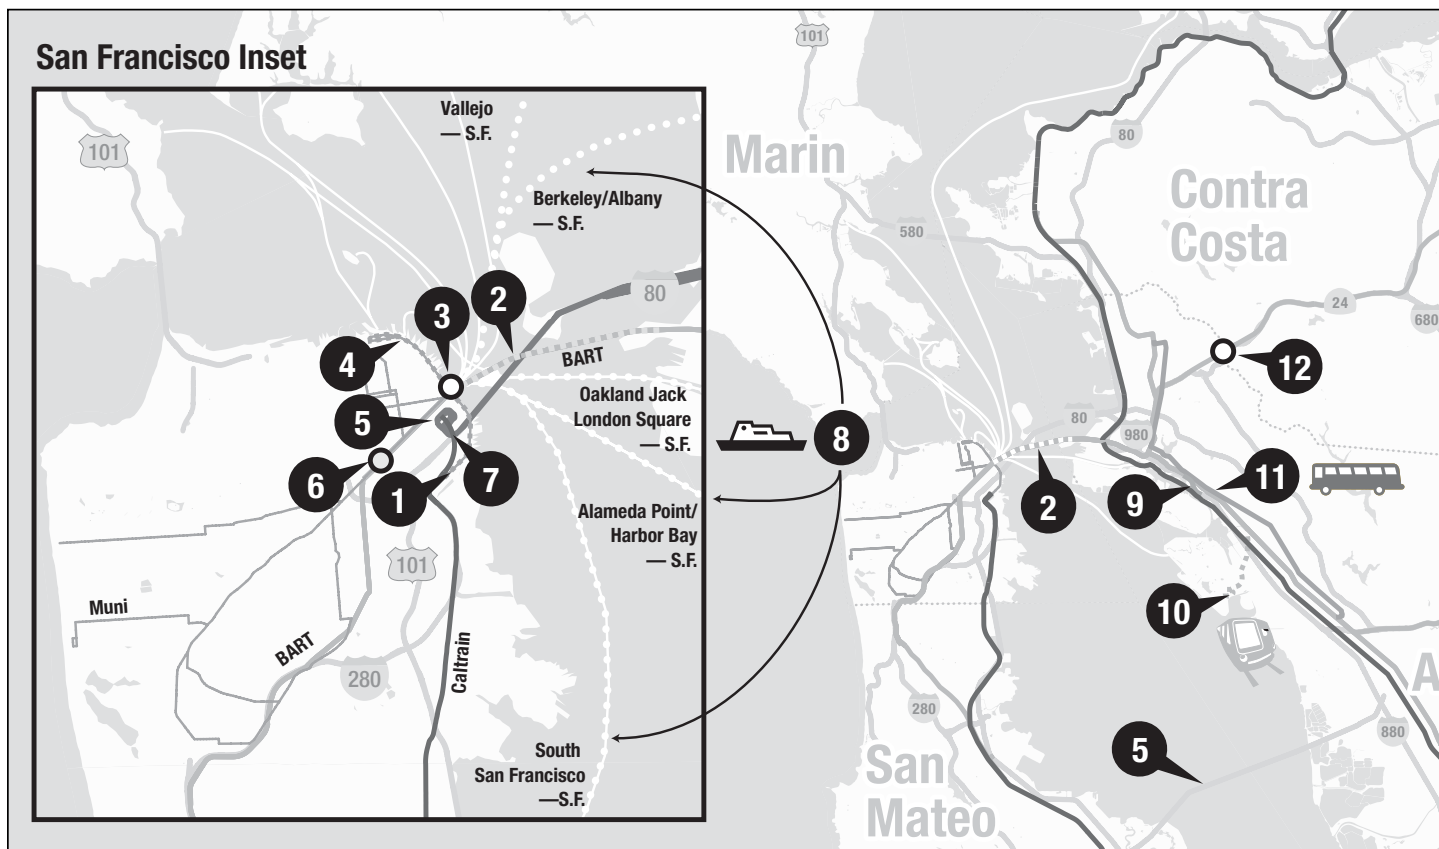 San Francisco Inset
Vallejo
— S.F.
101
Berkeley/Albany
— S.F.
80
2
3
4
BART
5
Oakland Jack
London Square
— S.F.
6
1
7
Alameda Point/
Harbor Bay
— S.F.
101
Muni
BART
Caltrain
280
South
San Francisco
—S.F.
8
101
Marin
80
Contra
Costa
580
24
680
12
80
980
2
9
11
10
A
280
5
880
San
Mateo